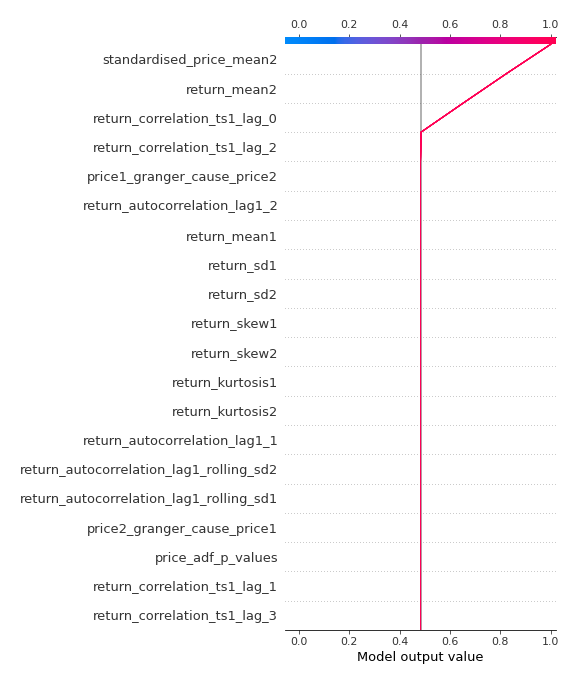 0.0 0.2 0.4 0.6 0.8 1.0
standardised_price_mean2
return_mean2
return_correlation_ts1_lag_0
return_correlation_ts1_lag_2
price1_granger_cause_price2
return_autocorrelation_lag1_2
return_mean1
return_sd1
return_sd2
return_skew1
return_skew2
return_kurtosis1
return_kurtosis2
return_autocorrelation_lag1_1
return_autocorrelation_lag1_rolling_sd2
return_autocorrelation_lag1_rolling_sd1
price2_granger_cause_price1
price_adf_p_values
return_correlation_ts1_lag_1
return_correlation_ts1_lag_3
0.0 0.2 0.4 0.6 0.8 1.0
Model output value